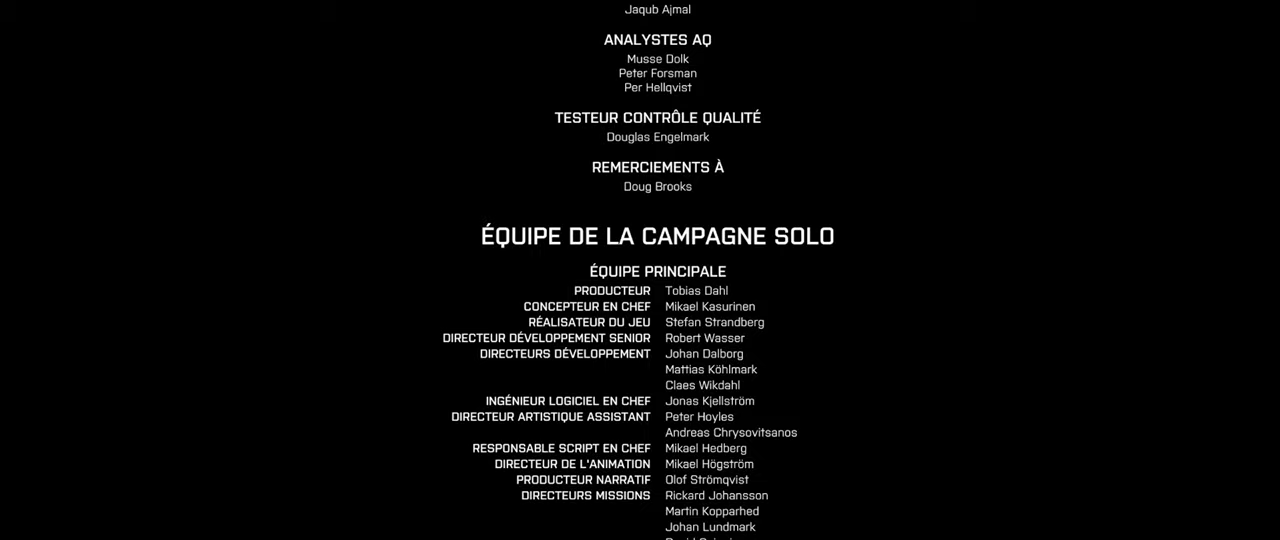 Jaqub Ajmal
ANALYSTES AQ
Musse Dolk
Peter Forsman
Per Hellqvist
TESTEUR CONTRÔLE QUALITÉ
Douglas Engelmark
REMERCIEMENTS À
Doug Brooks
ÉQUIPE DE LA CAMPAGNE SOLO
ÉQUIPE PRINCIPALE
PRODUCTEUR Tobias Dahl
CONCEPTEUR EN CHEF Mikael Kasurinen
RÉALISATEUR DU JEU Stefan Strandberg
DIRECTEUR DÉVELOPPEMENT SENIOR Robert Wasser
DIRECTEURS DÉVELOPPEMENT Johan Dalborg
Mattias Köhlmark
Claes Wikdahl
INGÉNIEUR LOGICIEL EN CHEF Jonas Kjellström
DIRECTEUR ARTISTIQUE ASSISTANT Peter Hoyles
Andreas Chrysovitsanos
RESPONSABLE SCRIPT EN CHEF Mikael Hedberg
DIRECTEUR DE L'ANIMATION Mikael Högström
PRODUCTEUR NARRATIF Olof Strömqvist
DIRECTEURS MISSIONS Rickard Johansson
Martin Kopparhed
Johan Lundmark